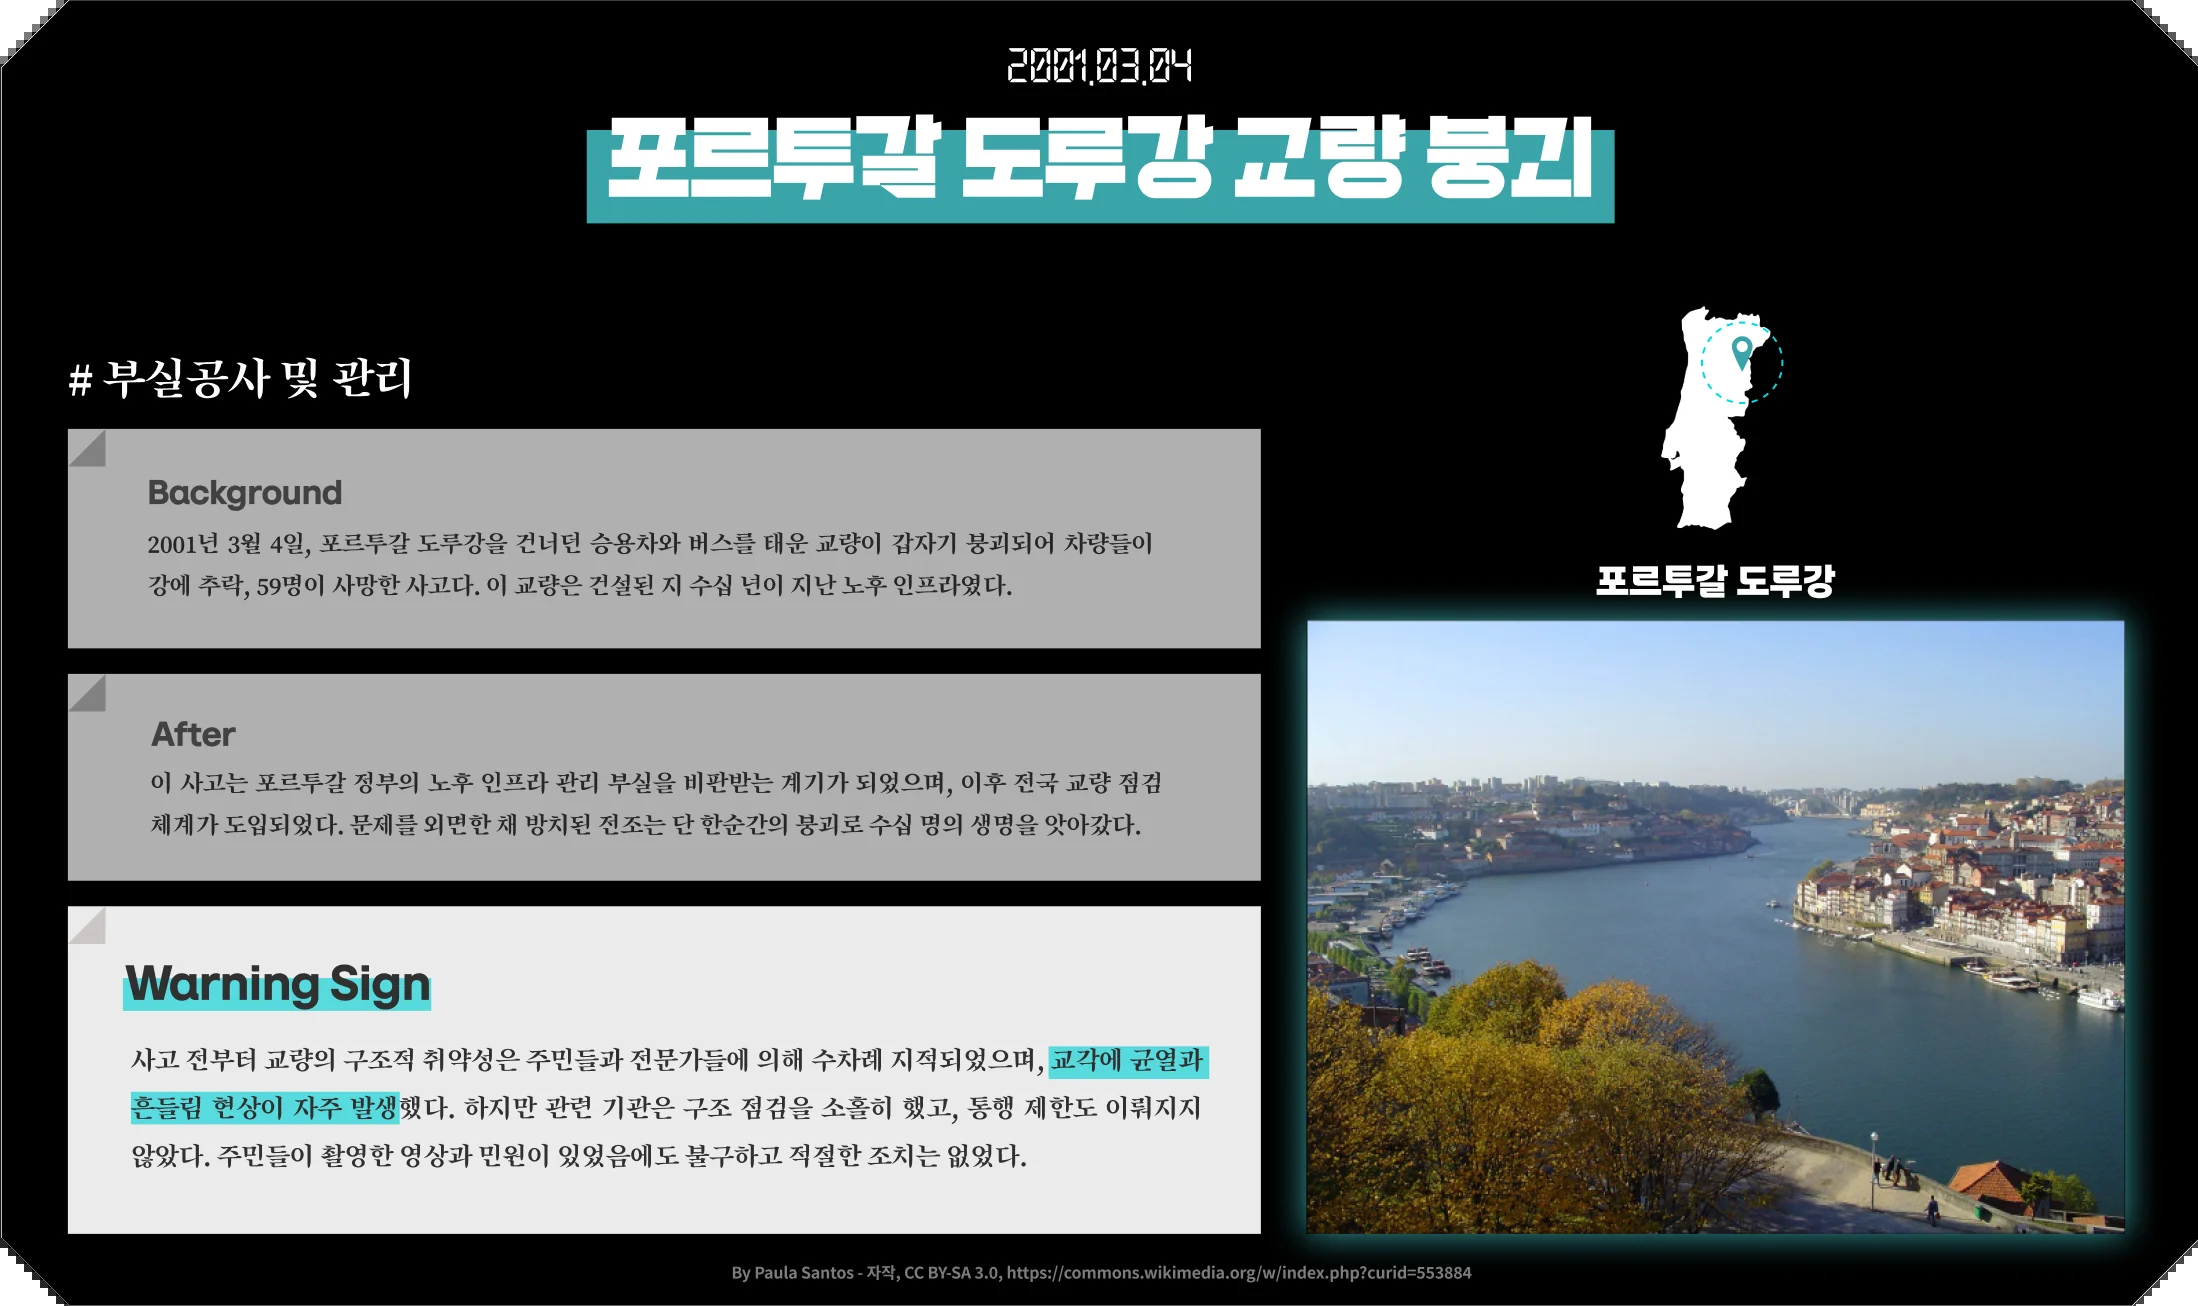 2001.03.04
포르투갈 도루강 교량 붕괴
# 부실공사 및 관리
Background
2001년 3월 4일, 포르투갈 도루강을 건너던 승용차와 버스를 태운 교량이 갑자기 붕괴되어 차량들이
강에 추락, 59명이 사망한 사고다. 이 교량은 건설된 지 수십 년이 지난 노후 인프라였다.
After
이 사고는 포르투갈 정부의 노후 인프라 관리 부실을 비판받는 계기가 되었으며, 이후 전국 교량 점검
체계가 도입되었다. 문제를 외면한 채 방치된 전조는 단 한순간의 붕괴로 수십 명의 생명을 앗아갔다.
Warning Sign
사고 전부터 교량의 구조적 취약성은 주민들과 전문가들에 의해 수차례 지적되었으며, 교각에 균열과
흔들림 현상이 자주 발생했다. 하지만 관련 기관은 구조 점검을 소홀히 했고, 통행 제한도 이뤄지지
않았다. 주민들이 촬영한 영상과 민원이 있었음에도 불구하고 적절한 조치는 없었다.
포르투갈 도루강
By Paula Santos - 자작, CC BY-SA 3.0, https://commons.wikimedia.org/w/index.php?curid=553884